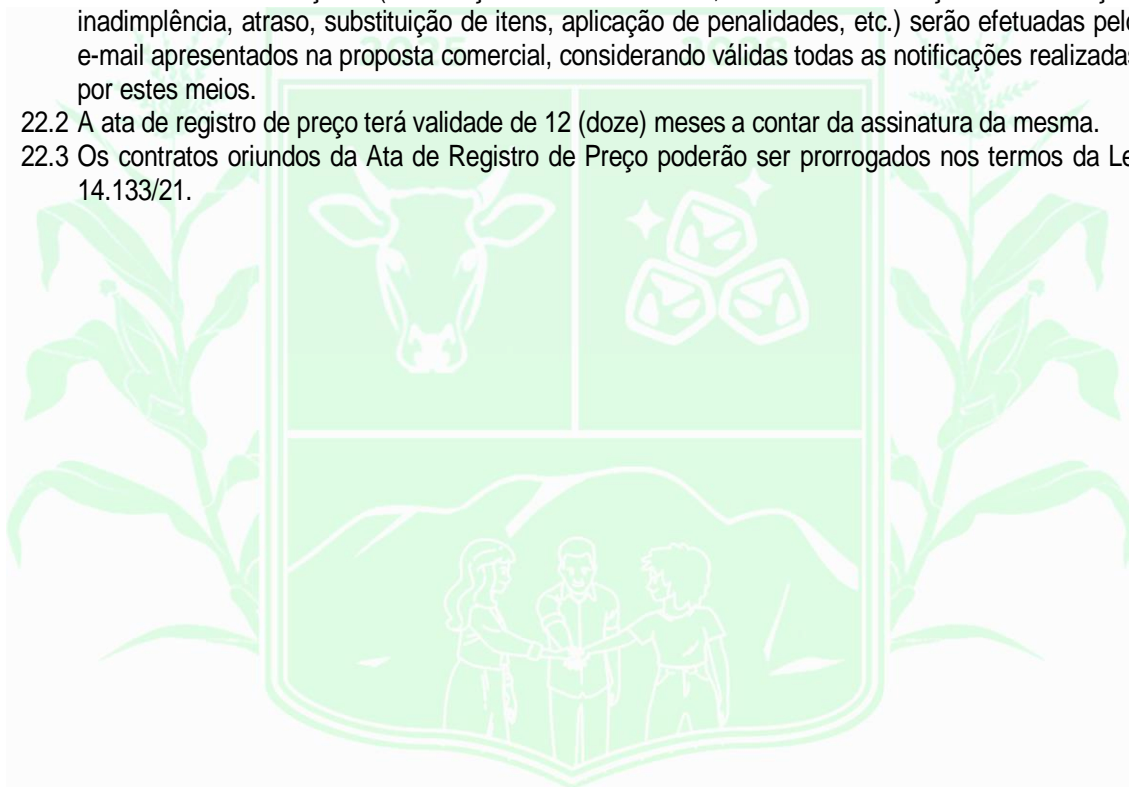 inadimplência, atraso, substituição de itens, aplicação de penalidades, etc.) serão efetuadas pel
e-mail apresentados na proposta comercial, considerando válidas todas as notificações realizadas
por estes meios.
22.2 A ata de registro de preço terá validade de 12 (doze) meses a contar da assinatura da mesma.
22.3 Os contratos oriundos da Ata de Registro de Preço poderão ser prorrogados nos termos da Le
14.133/21.